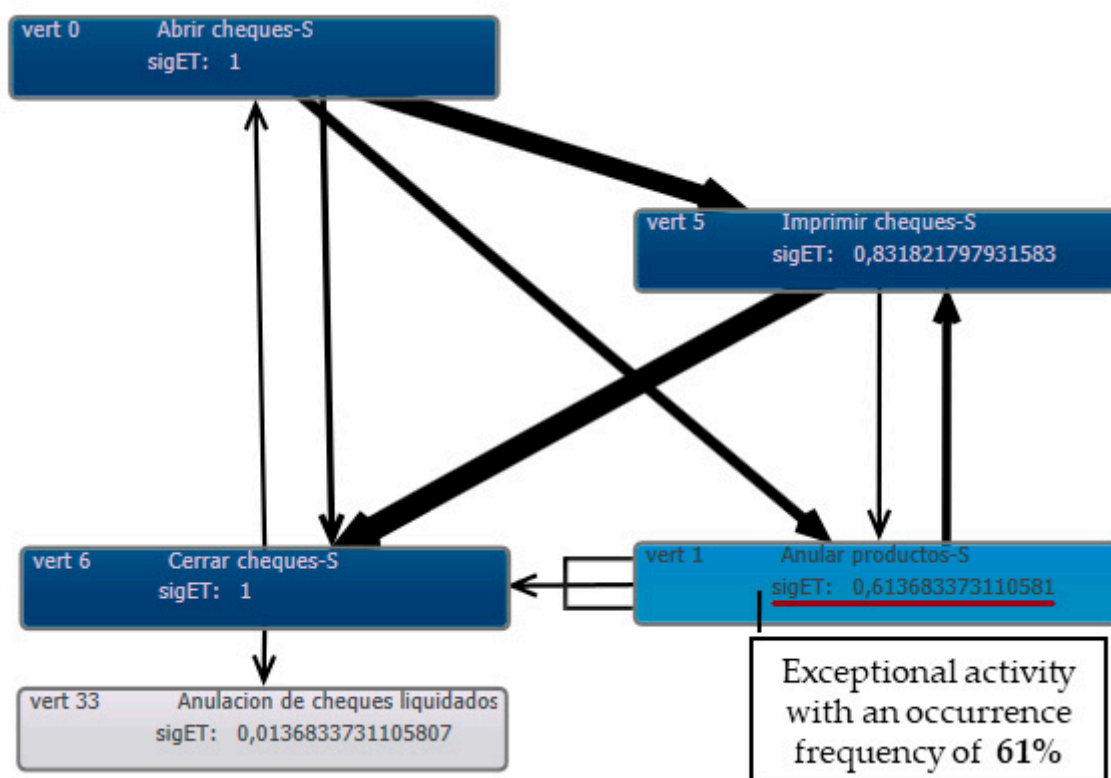 vert 0 Abrir cheques-S
sigET: 1
vert 5 Imprimir cheques-S
sigET: 0,831821797931583
vert 6 Cerrar cheques-S
sigET: 1
vert 1 Anular productos-S
sigET: 0,613683373110581
Exceptional activity
with an occurrence
frequency of 61%
vert 33 Anulacion de cheques liquidados
sigET: 0,0136833731105807